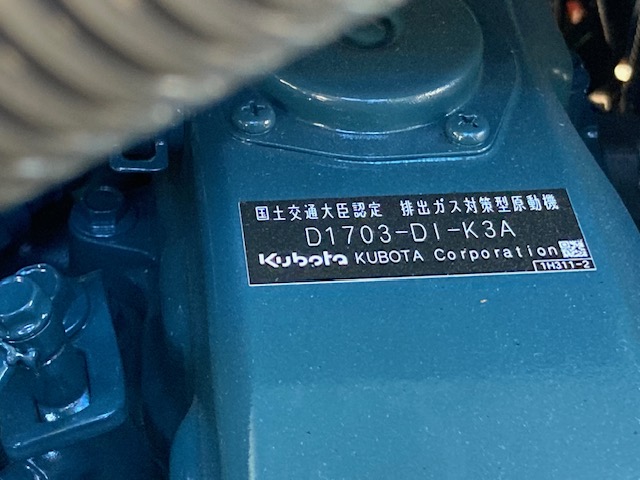 国土交通大臣認定 排出ガス対策型原動機
D1703-DI-K3A
Kubota KUBOTA Corporation
1H311-2